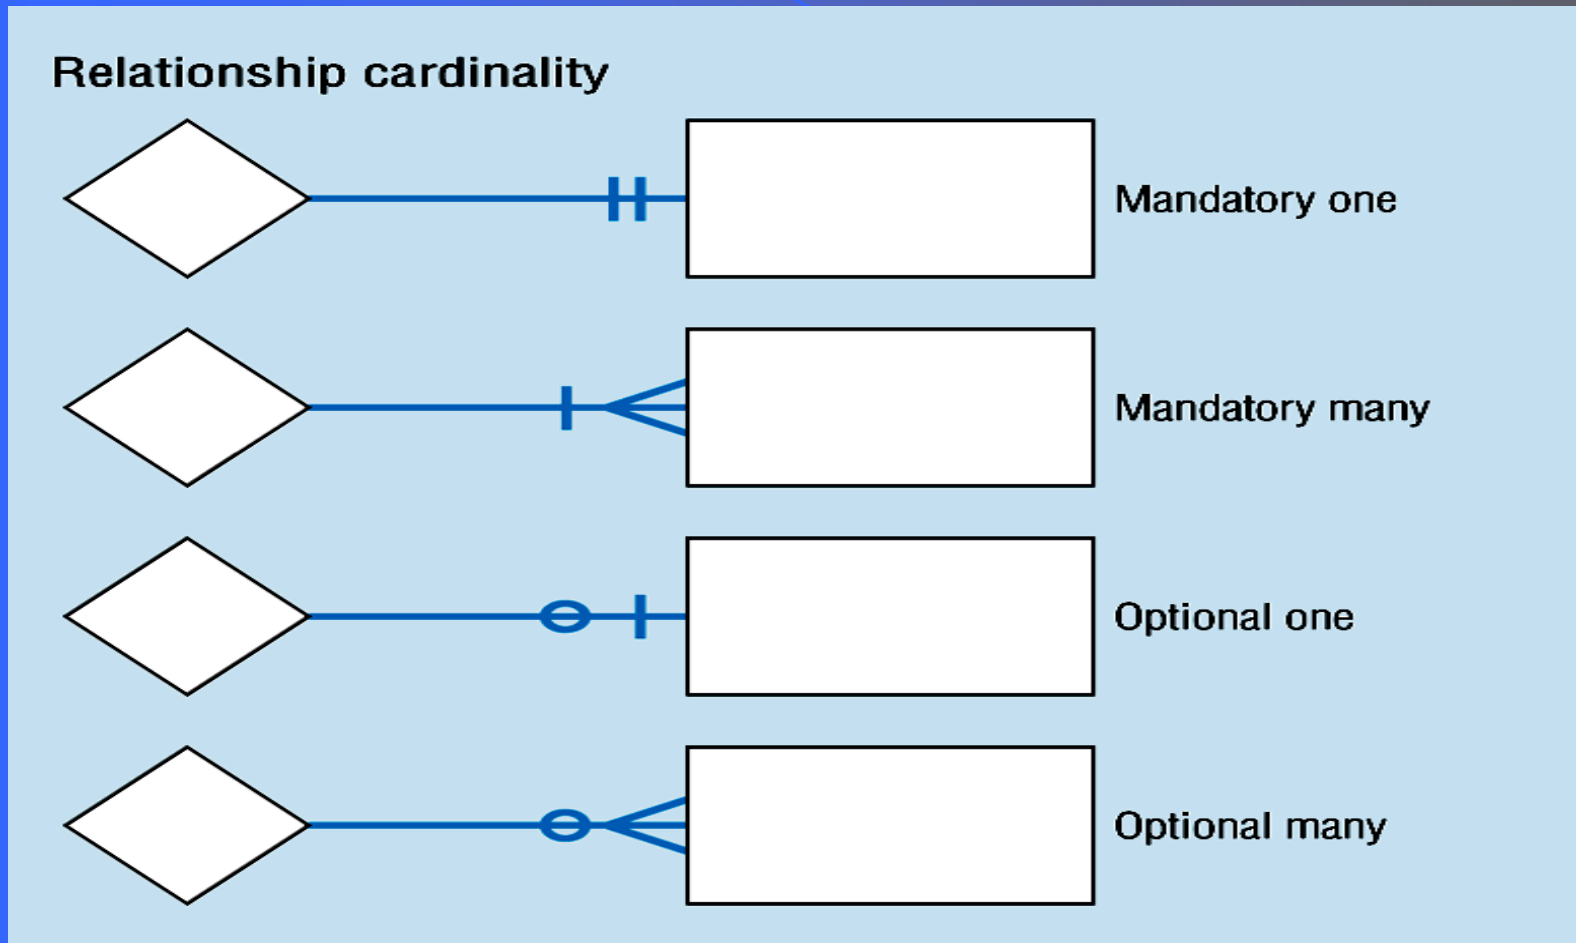 Relationship cardinality
Mandatory one
Mandatory many
Optional one
Optional many